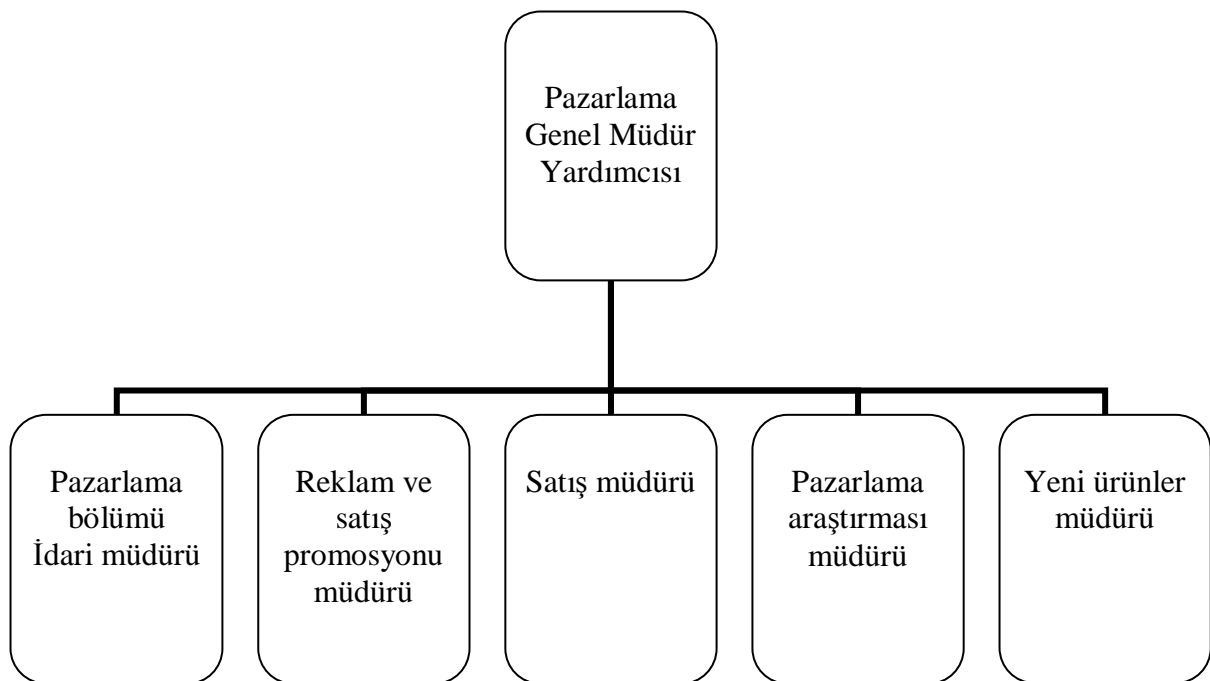 Pazarlama
Genel Müdür
Yardımcısı
Pazarlama
bölümü
İdari müdürü
Reklam ve
satış
promosyonu
müdürü
Satış müdürü
Pazarlama
araştırması
müdürü
Yeni ürünler
müdürü